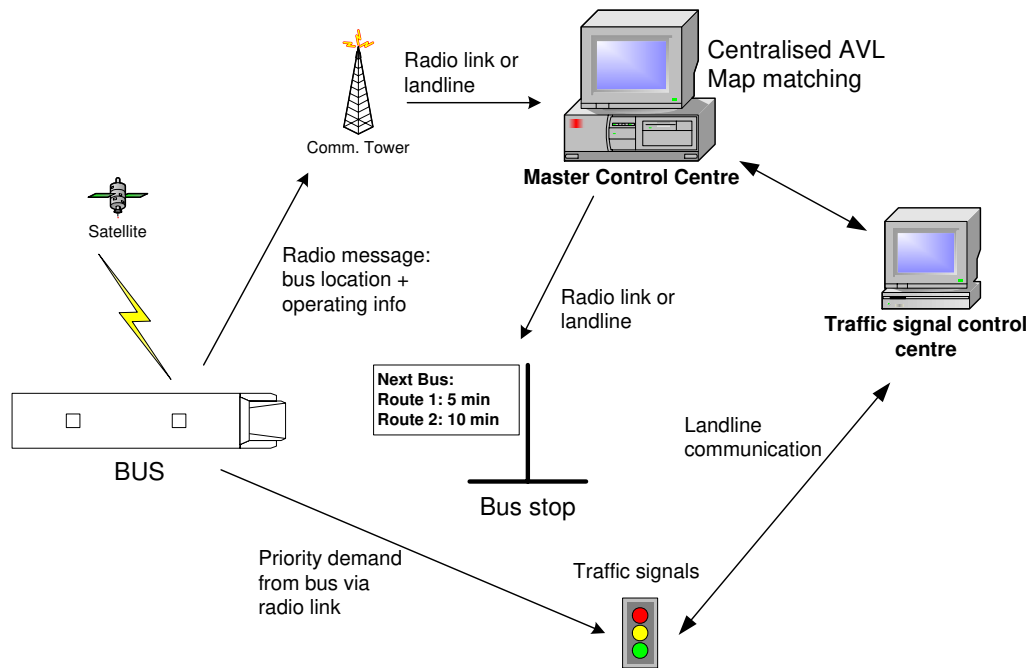 Radio link or
landline
Centralised AVL
Map matching
Comm. Tower
Master Control Centre
Satellite
Radio message:
bus location +
operating info
Radio link or
landline
Traffic signal control
centre
Next Bus:
Route 1: 5 min
Route 2: 10 min
Landline
communication
BUS
Bus stop
Priority demand
from bus via
radio link
Traffic signals